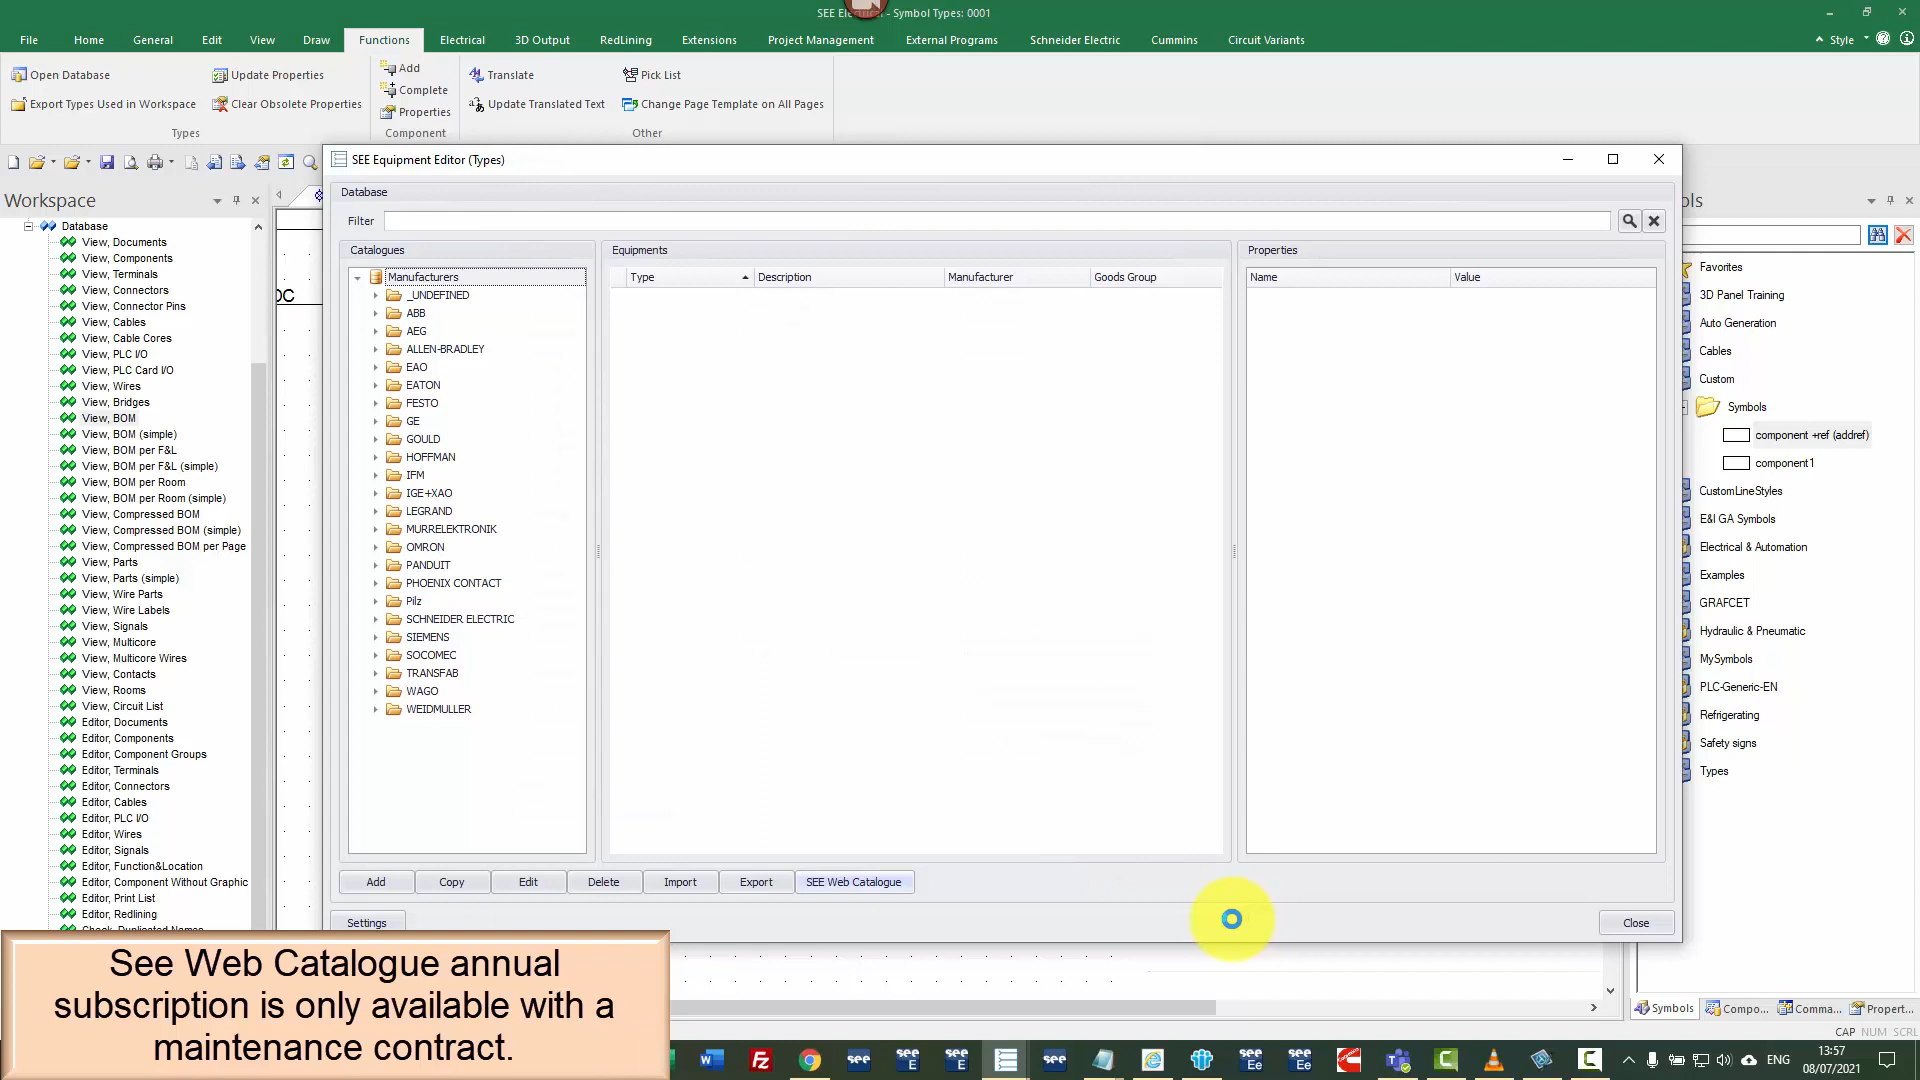 SEE Electrical - Symbol Types: 0001
File Home General Edit View Draw Functions Electrical 3D Output RedLining Extensions Project Management External Programs Schneider Electric Cummins Circuit Variants Style
Open Database Update Properties Add Translate Pick List
Complete
Export Types Used in Workspace Clear Obsolete Properties Update Translated Text Change Page Template on All Pages
Properties
Types Component Other
Workspace
Database
View, Documents
View, Components
View, Terminals
View, Connectors
View, Connector Pins
View, Cables
View, Cable Cores
View, PLC I/O
View, PLC Card I/O
View, Wires
View, Bridges
View, BOM
View, BOM (simple)
View, BOM per F&L
View, BOM per F&L (simple)
View, BOM per Room
View, BOM per Room (simple)
View, Compressed BOM
View, Compressed BOM (simple)
View, Compressed BOM per Page
View, Parts
View, Parts (simple)
View, Wire Parts
View, Wire Labels
View, Signals
View, Multicore
View, Multicore Wires
View, Contacts
View, Rooms
View, Circuit List
Editor, Documents
Editor, Components
Editor, Component Groups
Editor, Terminals
Editor, Connectors
Editor, Cables
Editor, PLC I/O
Editor, Wires
Editor, Signals
Editor, Function&Location
Editor, Component Without Graphic
Editor, Print List
Editor, Redlining
Check, Duplicated Names
DC
SEE Equipment Editor (Types)
Database
Filter
Catalogues
Manufacturers
_UNDEFINED
ABB
AEG
ALLEN-BRADLEY
EAO
EATON
FESTO
GE
GOULD
HOFFMAN
IFM
IGE+XAO
LEGRAND
MURRELEKTRONIK
OMRON
PANDUIT
PHOENIX CONTACT
Pilz
SCHNEIDER ELECTRIC
SIEMENS
SOCOMEC
TRANSFAB
WAGO
WEIDMULLER
Equipments
Type Description Manufacturer Goods Group
Properties
Name Value
Add Copy Edit Delete Import Export SEE Web Catalogue
Settings Close
ols
Favorites
3D Panel Training
Auto Generation
Cables
Custom
Symbols
component +ref (addref)
component1
CustomLineStyles
E&I GA Symbols
Electrical & Automation
Examples
GRAFCET
Hydraulic & Pneumatic
MySymbols
PLC-Generic-EN
Refrigerating
Safety signs
Types
Symbols Compo... Comma... Propert...
CAP NUM SCRL
See Web Catalogue annual
subscription is only available with a
maintenance contract.
ENG 13:57
08/07/2021